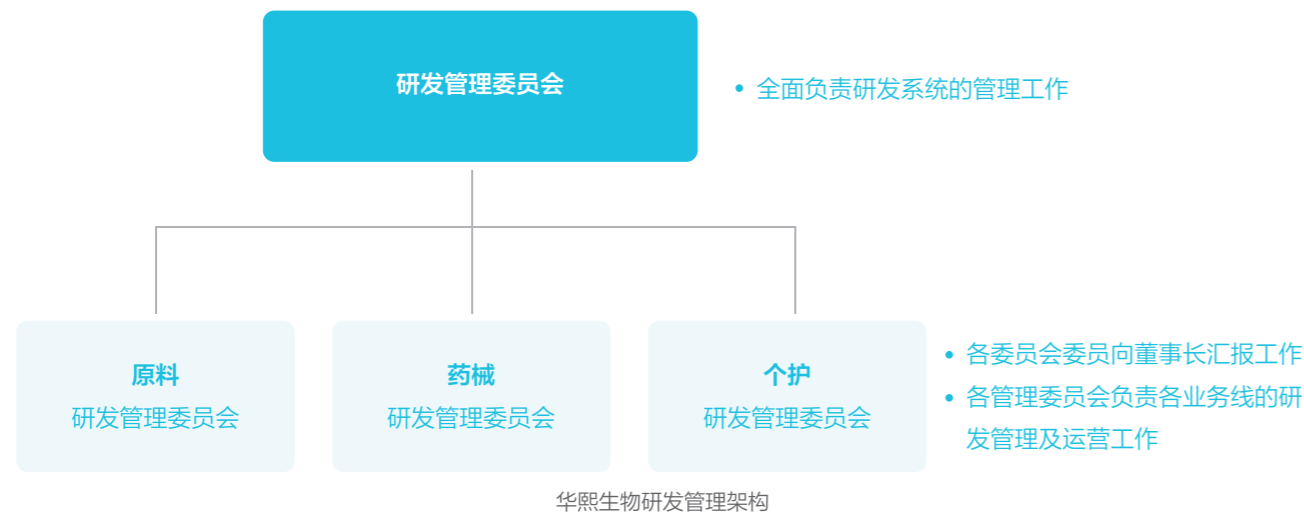 研发管理委员会
• 全面负责研发系统的管理工作
原料
研发管理委员会
药械
研发管理委员会
个护
研发管理委员会
• 各委员会委员向董事长汇报工作
• 各管理委员会负责各业务线的研
发管理及运营工作
华熙生物研发管理架构